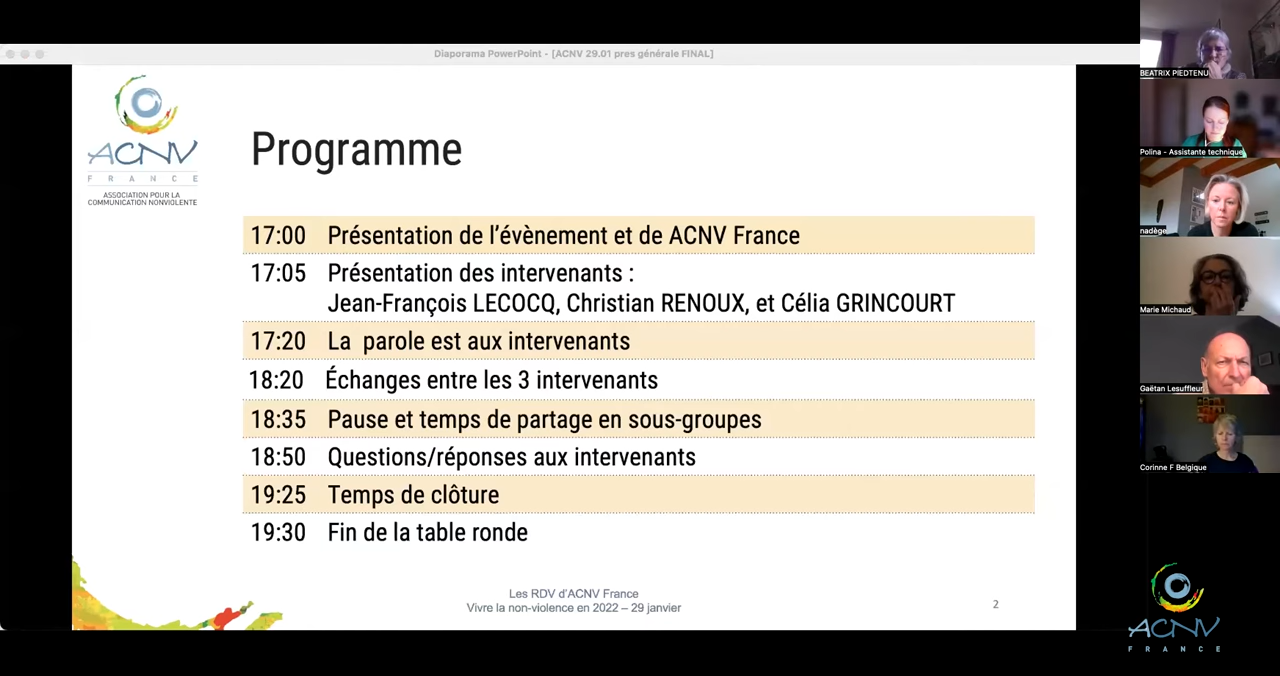 Diaporama PowerPoint - [ACNV 29.01 pres générale FINAL]
ACNV
FRANCE
ASSOCIATION POUR LA
COMMUNICATION NONVIOLENTE
Programme
17:00 Présentation de l’évènement et de ACNV France
17:05 Présentation des intervenants :
Jean-François LECOCQ, Christian RENOUX, et Célia GRINCOURT
17:20 La parole est aux intervenants
18:20 Échanges entre les 3 intervenants
18:35 Pause et temps de partage en sous-groupes
18:50 Questions/réponses aux intervenants
19:25 Temps de clôture
19:30 Fin de la table ronde
Les RDV d’ACNV France
Vivre la non-violence en 2022 – 29 janvier
2
BEATRIX PIEDTENU
Polina - Assistante technique
nadège
Marie Michaud
Gaëtan Lesuffleur
Corinne F Belgique
ACNV
FRANCE